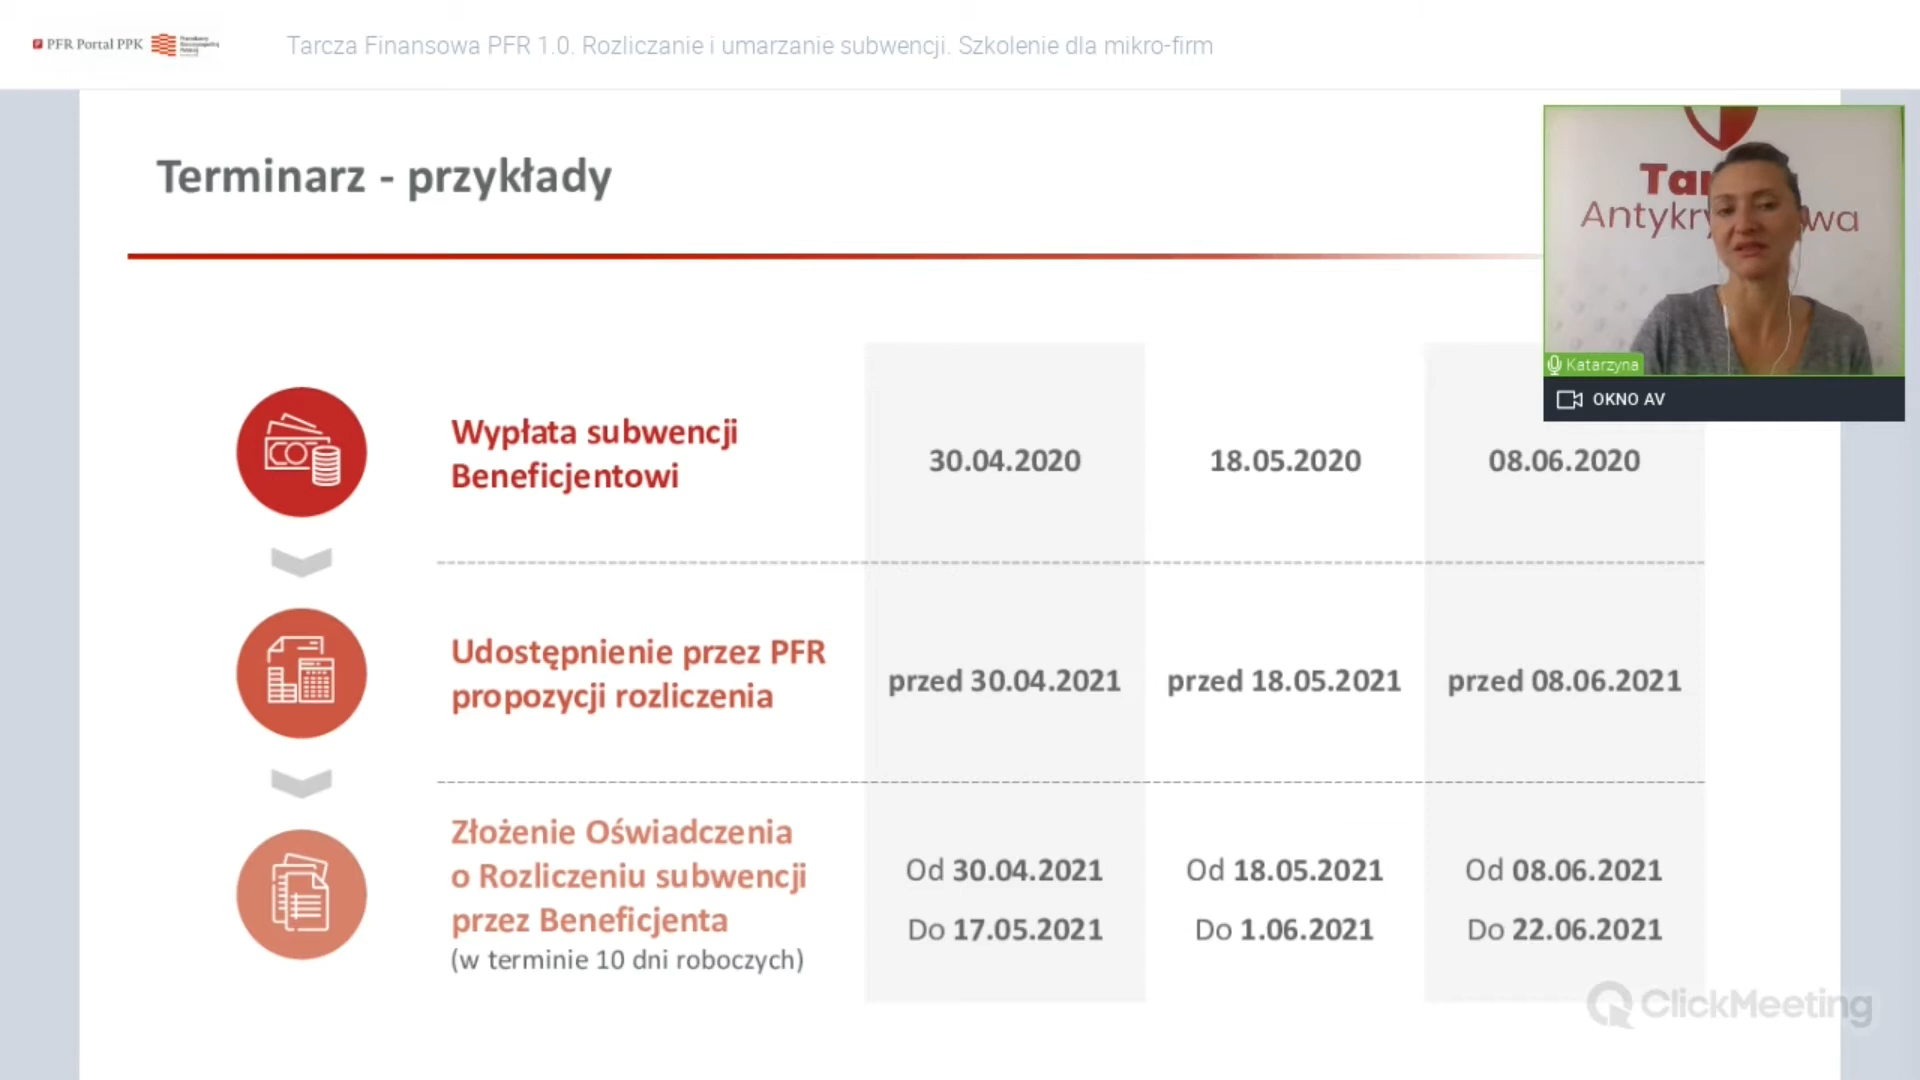 PFR Portal PPK
Tarcza Finansowa PFR 1.0. Rozliczanie i umarzanie subwencji. Szkolenie dla mikro-firm
Terminarz - przykłady
Tar
Antykry wa
Katarzyna
OKNO AV
Wypłata subwencji
Beneficjentowi
30.04.2020
18.05.2020
08.06.2020
Udostępnienie przez PFR
propozycji rozliczenia
przed 30.04.2021
przed 18.05.2021
przed 08.06.2021
Złożenie Oświadczenia
o Rozliczeniu subwencji
przez Beneficjenta
(w terminie 10 dni roboczych)
Od 30.04.2021
Do 17.05.2021
Od 18.05.2021
Do 1.06.2021
Od 08.06.2021
Do 22.06.2021
ClickMeeting